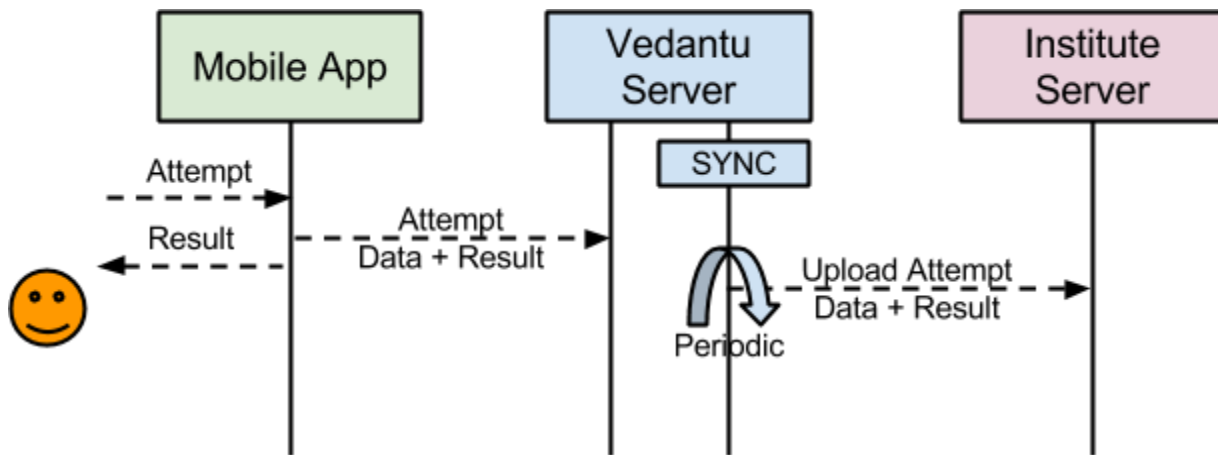 Mobile App
Vedantu
Server
Institute
Server
SYNC
Attempt
Result
Attempt
Data + Result
Upload Attempt
Data + Result
Periodic